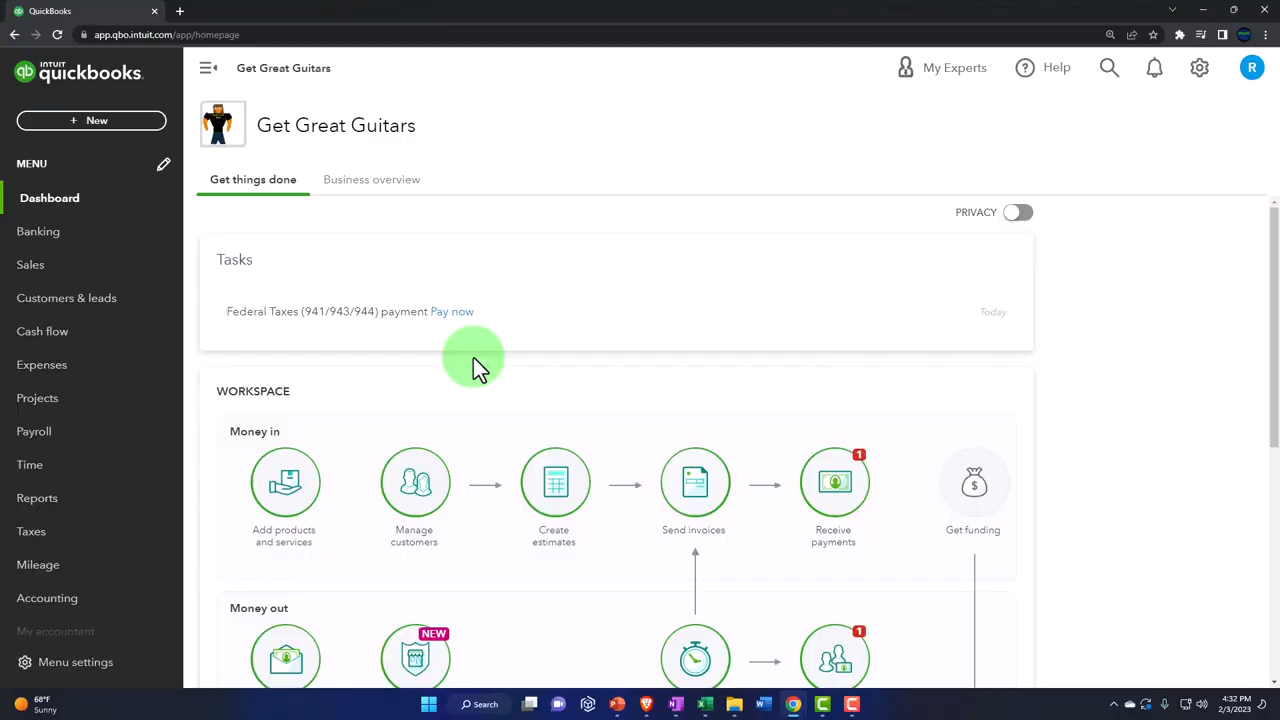 QuickBooks
app.qbo.intuit.com/app/homepage
INTUIT
quickbooks.
Get Great Guitars
My Experts
Help
R
+ New
MENU
Dashboard
Banking
Sales
Customers & leads
Cash flow
Expenses
Projects
Payroll
Time
Reports
Taxes
Mileage
Accounting
My accountant
Menu settings
Get Great Guitars
Get things done
Business overview
PRIVACY
Tasks
Federal Taxes (941/943/944) payment Pay now
Today
WORKSPACE
Money in
1
Add products
and services
Manage
customers
Create
estimates
Send invoices
Receive
payments
Get funding
Money out
NEW
1
68°F
Sunny
Search
4:32 PM
2/3/2023